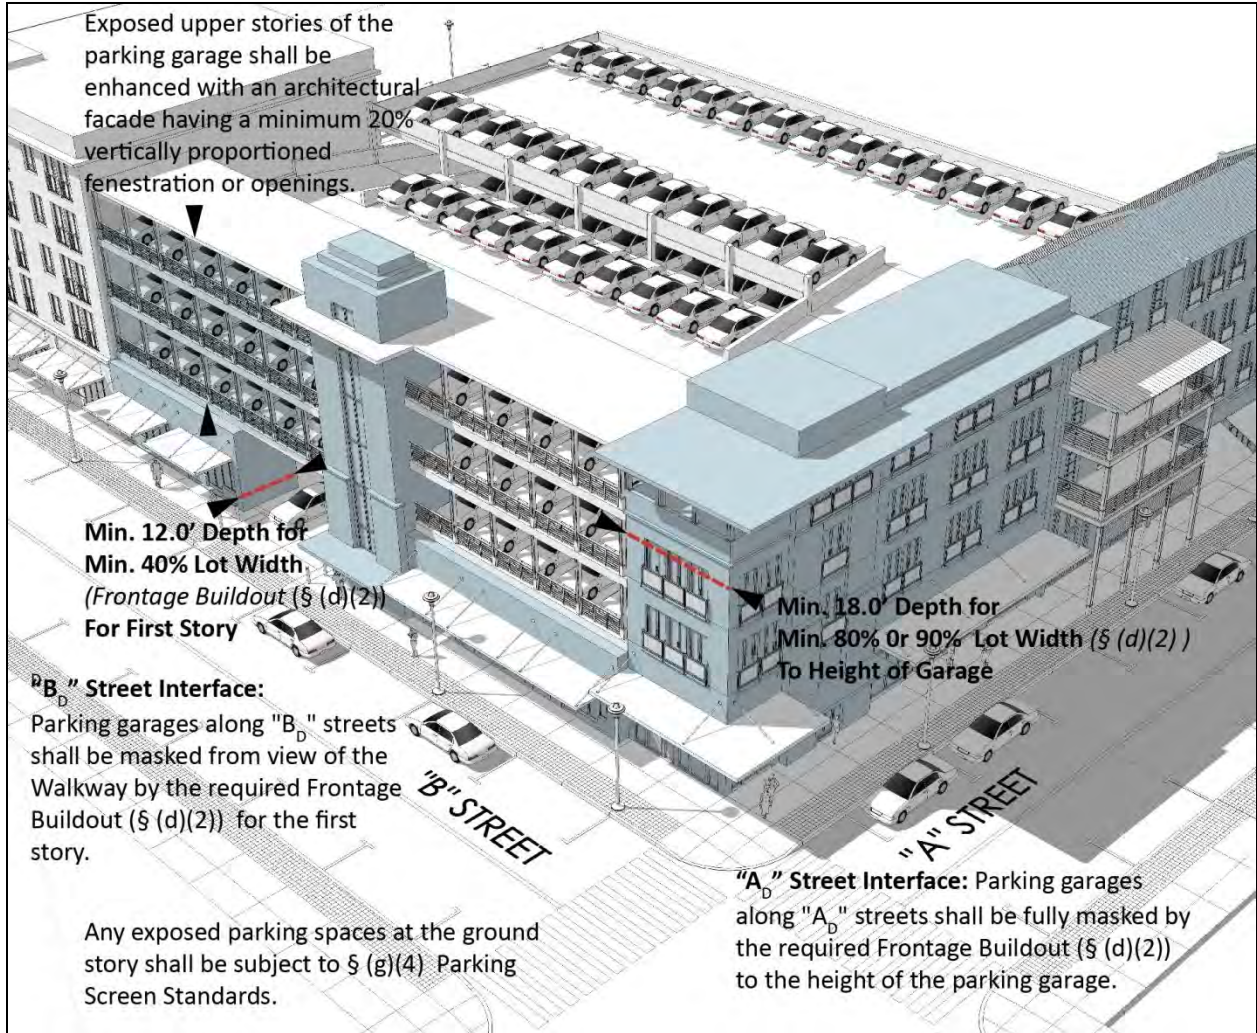 Exposed upper stories of the
parking garage shall be
enhanced with an architectural
facade having a minimum 20%
vertically proportioned
fenestration or openings.
Min. 12.0' Depth for
Min. 40% Lot Width
(Frontage Buildout (§ (d)(2))
For First Story
Min. 18.0' Depth for
Min. 80% 0r 90% Lot Width (§ (d)(2) )
To Height of Garage
"B_D" Street Interface:
Parking garages along "B_D" streets
shall be masked from view of the
Walkway by the required Frontage
Buildout (§ (d)(2)) for the first
story.
"B" STREET
"A" STREET
"A_D" Street Interface: Parking garages
along "A_D" streets shall be fully masked by
the required Frontage Buildout (§ (d)(2))
to the height of the parking garage.
Any exposed parking spaces at the ground
story shall be subject to § (g)(4) Parking
Screen Standards.